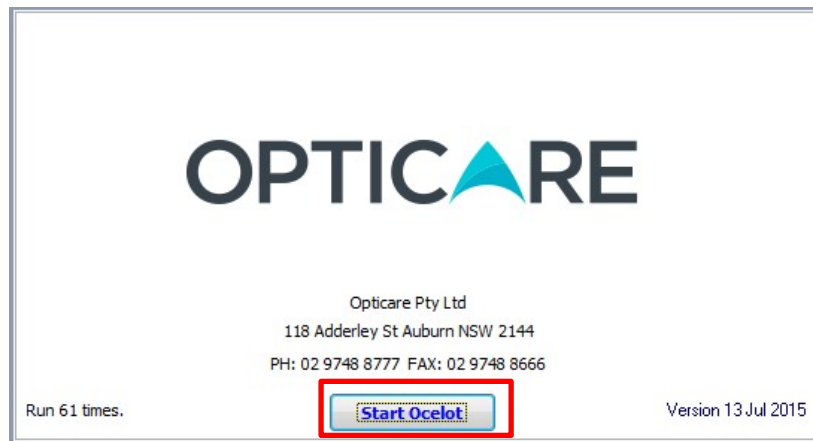 OPTICARE
Opticare Pty Ltd
118 Adderley St Auburn NSW 2144
PH: 02 9748 8777 FAX: 02 9748 8666
Run 61 times.
Start Ocelot
Version 13 Jul 2015